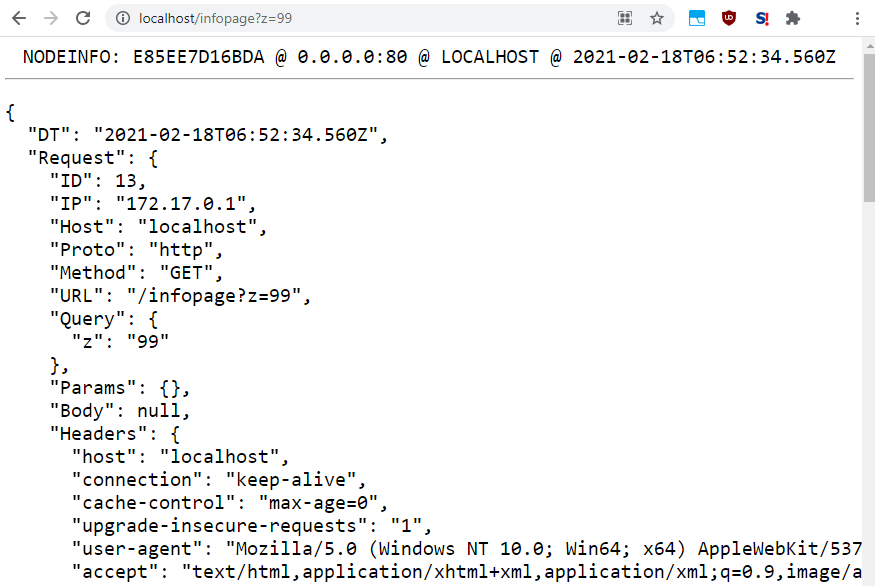 localhost/infopage?z=99
NODEINFO: E85EE7D16BDA @ 0.0.0.0:80 @ LOCALHOST @ 2021-02-18T06:52:34.560Z
{
"DT": "2021-02-18T06:52:34.560Z",
"Request": {
"ID": 13,
"IP": "172.17.0.1",
"Host": "localhost",
"Proto": "http",
"Method": "GET",
"URL": "/infopage?z=99",
"Query": {
"z": "99"
},
"Params": {},
"Body": null,
"Headers": {
"host": "localhost",
"connection": "keep-alive",
"cache-control": "max-age=0",
"upgrade-insecure-requests": "1",
"user-agent": "Mozilla/5.0 (Windows NT 10.0; Win64; x64) AppleWebKit/537
"accept": "text/html,application/xhtml+xml,application/xml;q=0.9,image/a